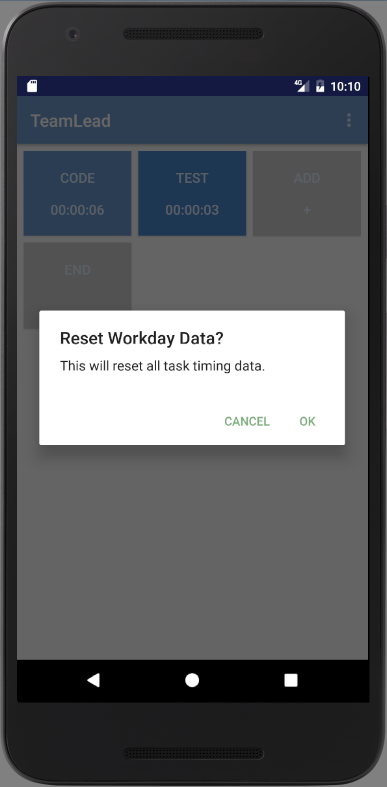 4G 10:10
TeamLead
CODE TEST ADD
00:00:06 00:00:03 +
END
Reset Workday Data?
This will reset all task timing data.
CANCEL OK